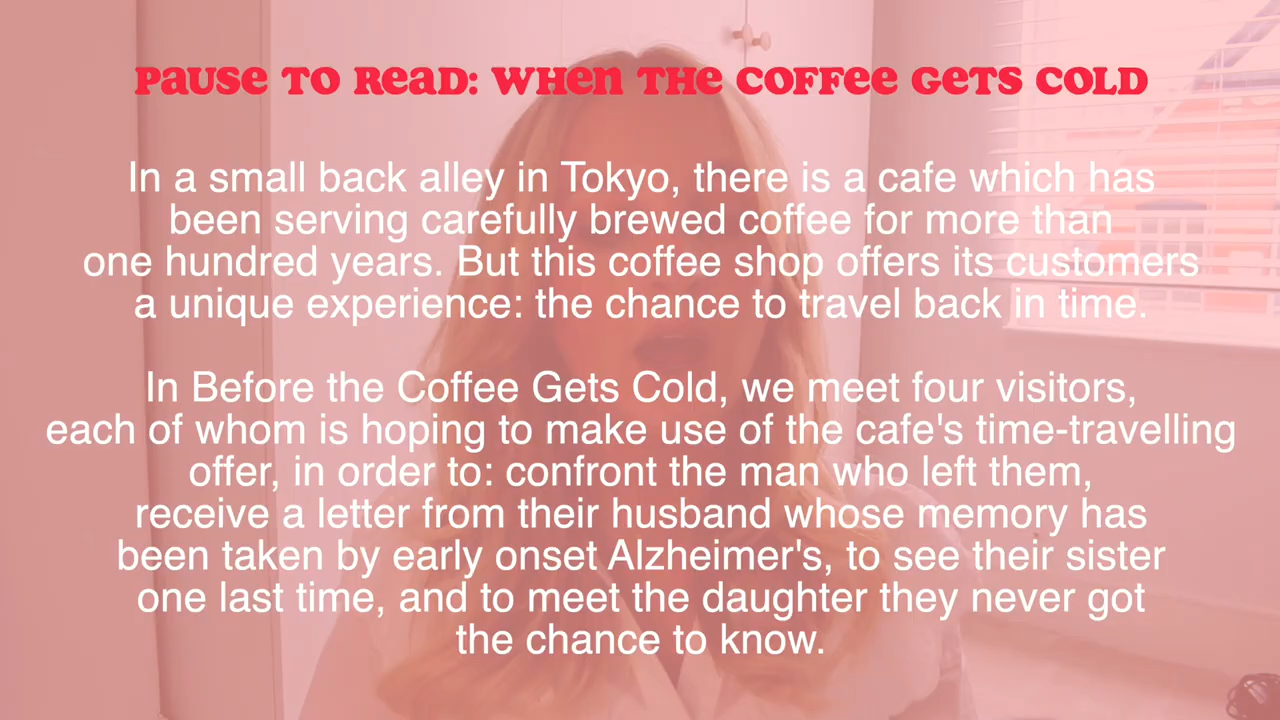 PAUSE TO READ: WHEN THE COFFEE GETS COLD
In a small back alley in Tokyo, there is a cafe which has
been serving carefully brewed coffee for more than
one hundred years. But this coffee shop offers its customers
a unique experience: the chance to travel back in time.
In Before the Coffee Gets Cold, we meet four visitors,
each of whom is hoping to make use of the cafe's time-travelling
offer, in order to: confront the man who left them,
receive a letter from their husband whose memory has
been taken by early onset Alzheimer's, to see their sister
one last time, and to meet the daughter they never got
the chance to know.